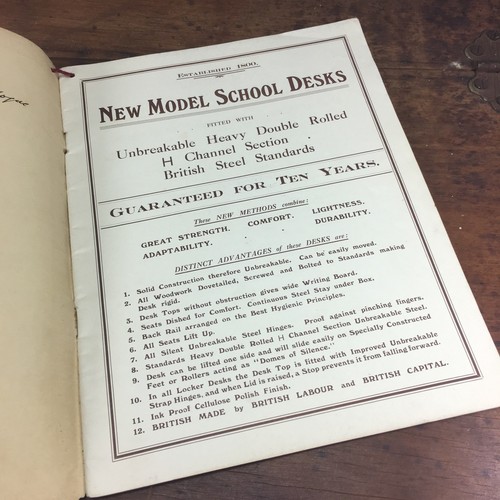 ogue
ESTABLISHED 1800.
NEW MODEL SCHOOL DESKS
FITTED WITH
Unbreakable Heavy Double Rolled
H Channel Section
British Steel Standards
GUARANTEED FOR TEN YEARS.
These NEW METHODS combine:
GREAT STRENGTH. COMFORT. LIGHTNESS.
ADAPTABILITY. DURABILITY.
DISTINCT ADVANTAGES of these DESKS are:
1. Solid Construction therefore Unbreakable. Can be easily moved.
2. All Woodwork Dovetailed, Screwed and Bolted to Standards making
Desk rigid.
3. Desk Tops without obstruction gives wide Writing Board.
4. Seats Dished for Comfort. Continuous Steel Stay under Box.
5. Back Rail arranged on the Best Hygienic Principles.
6. All Seats Lift Up.
7. All Silent Unbreakable Steel Hinges. Proof against pinching fingers.
8. Standards Heavy Double Rolled H Channel Section Unbreakable Steel.
9. Desk can be lifted one side and will slide easily on Specially Constructed
Feet or Rollers acting as "Domes of Silence."
10. In all Locker Desks the Desk Top is fitted with Improved Unbreakable
Strap Hinges, and when Lid is raised, a Stop prevents it from falling forward.
11. Ink Proof Cellulose Polish Finish.
12. BRITISH MADE by BRITISH LABOUR and BRITISH CAPITAL.